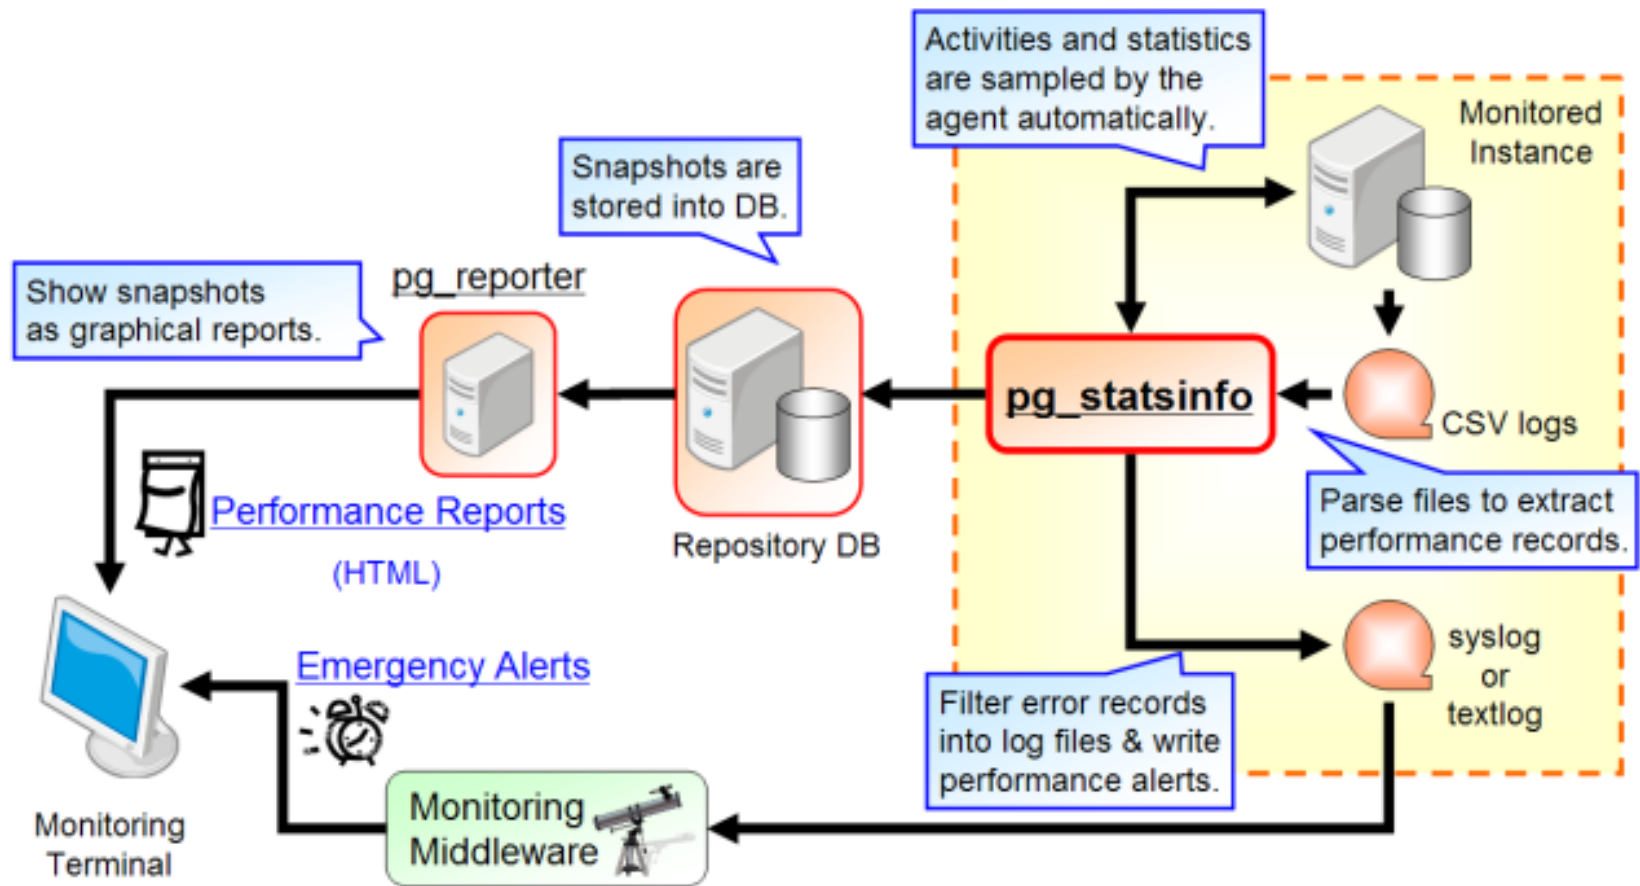 Activities and statistics
are sampled by the
agent automatically.
Monitored
Instance
Snapshots are
stored into DB.
pg_reporter
Show snapshots
as graphical reports.
pg_statsinfo
CSV logs
Parse files to extract
performance records.
Performance Reports
(HTML)
Repository DB
Emergency Alerts
syslog
or
textlog
Filter error records
into log files & write
performance alerts.
Monitoring
Middleware
Monitoring
Terminal